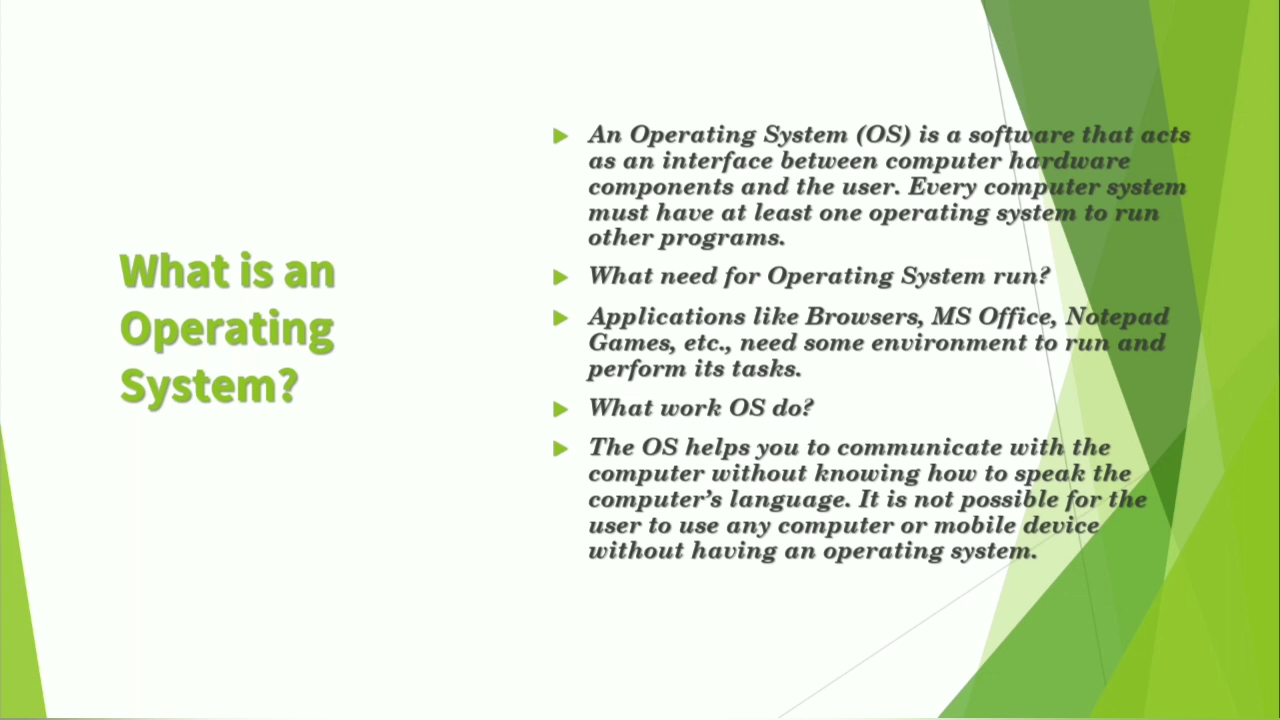 What is an
Operating
System?
An Operating System (OS) is a software that acts
as an interface between computer hardware
components and the user. Every computer system
must have at least one operating system to run
other programs.
What need for Operating System run?
Applications like Browsers, MS Office, Notepad
Games, etc., need some environment to run and
perform its tasks.
What work OS do?
The OS helps you to communicate with the
computer without knowing how to speak the
computer’s language. It is not possible for the
user to use any computer or mobile device
without having an operating system.